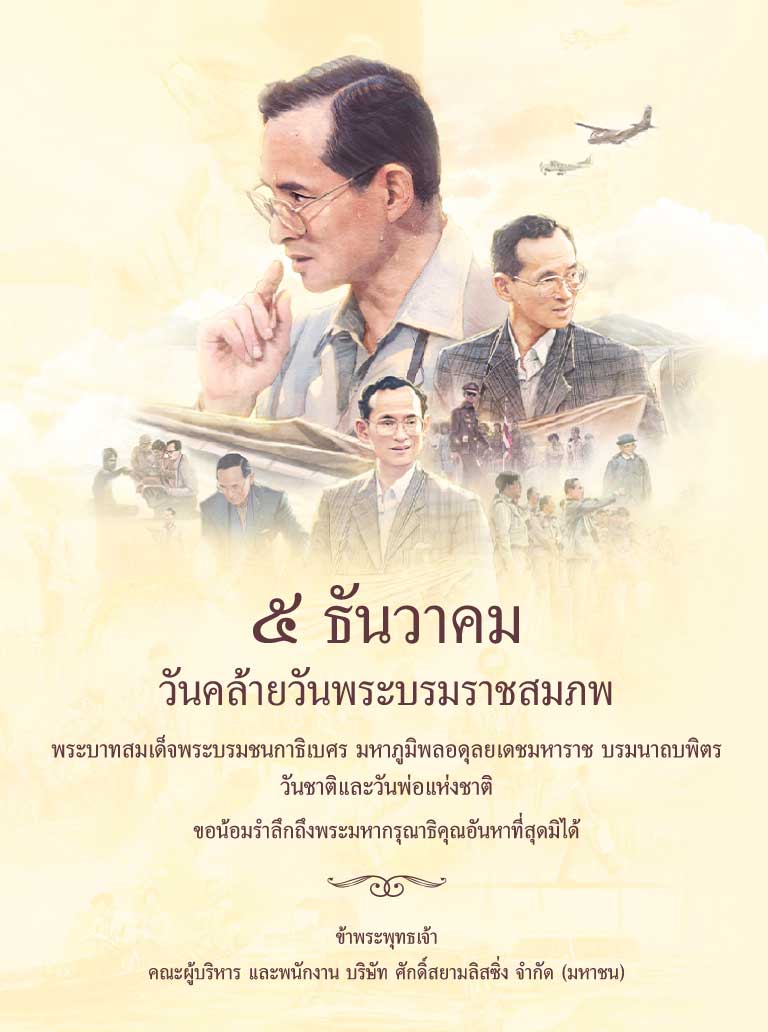 ๕ ธันวาคม
วันคล้ายวันพระบรมราชสมภพ
พระบาทสมเด็จพระบรมชนกาธิเบศร มหาภูมิพลอดุลยเดชมหาราช บรมนาถบพิตร
วันชาติและวันพ่อแห่งชาติ
ขอน้อมรำลึกถึงพระมหากรุณาธิคุณอันหาที่สุดมิได้
ข้าพระพุทธเจ้า
คณะผู้บริหาร และพนักงาน บริษัท ศักดิ์สยามลิสซิ่ง จำกัด (มหาชน)